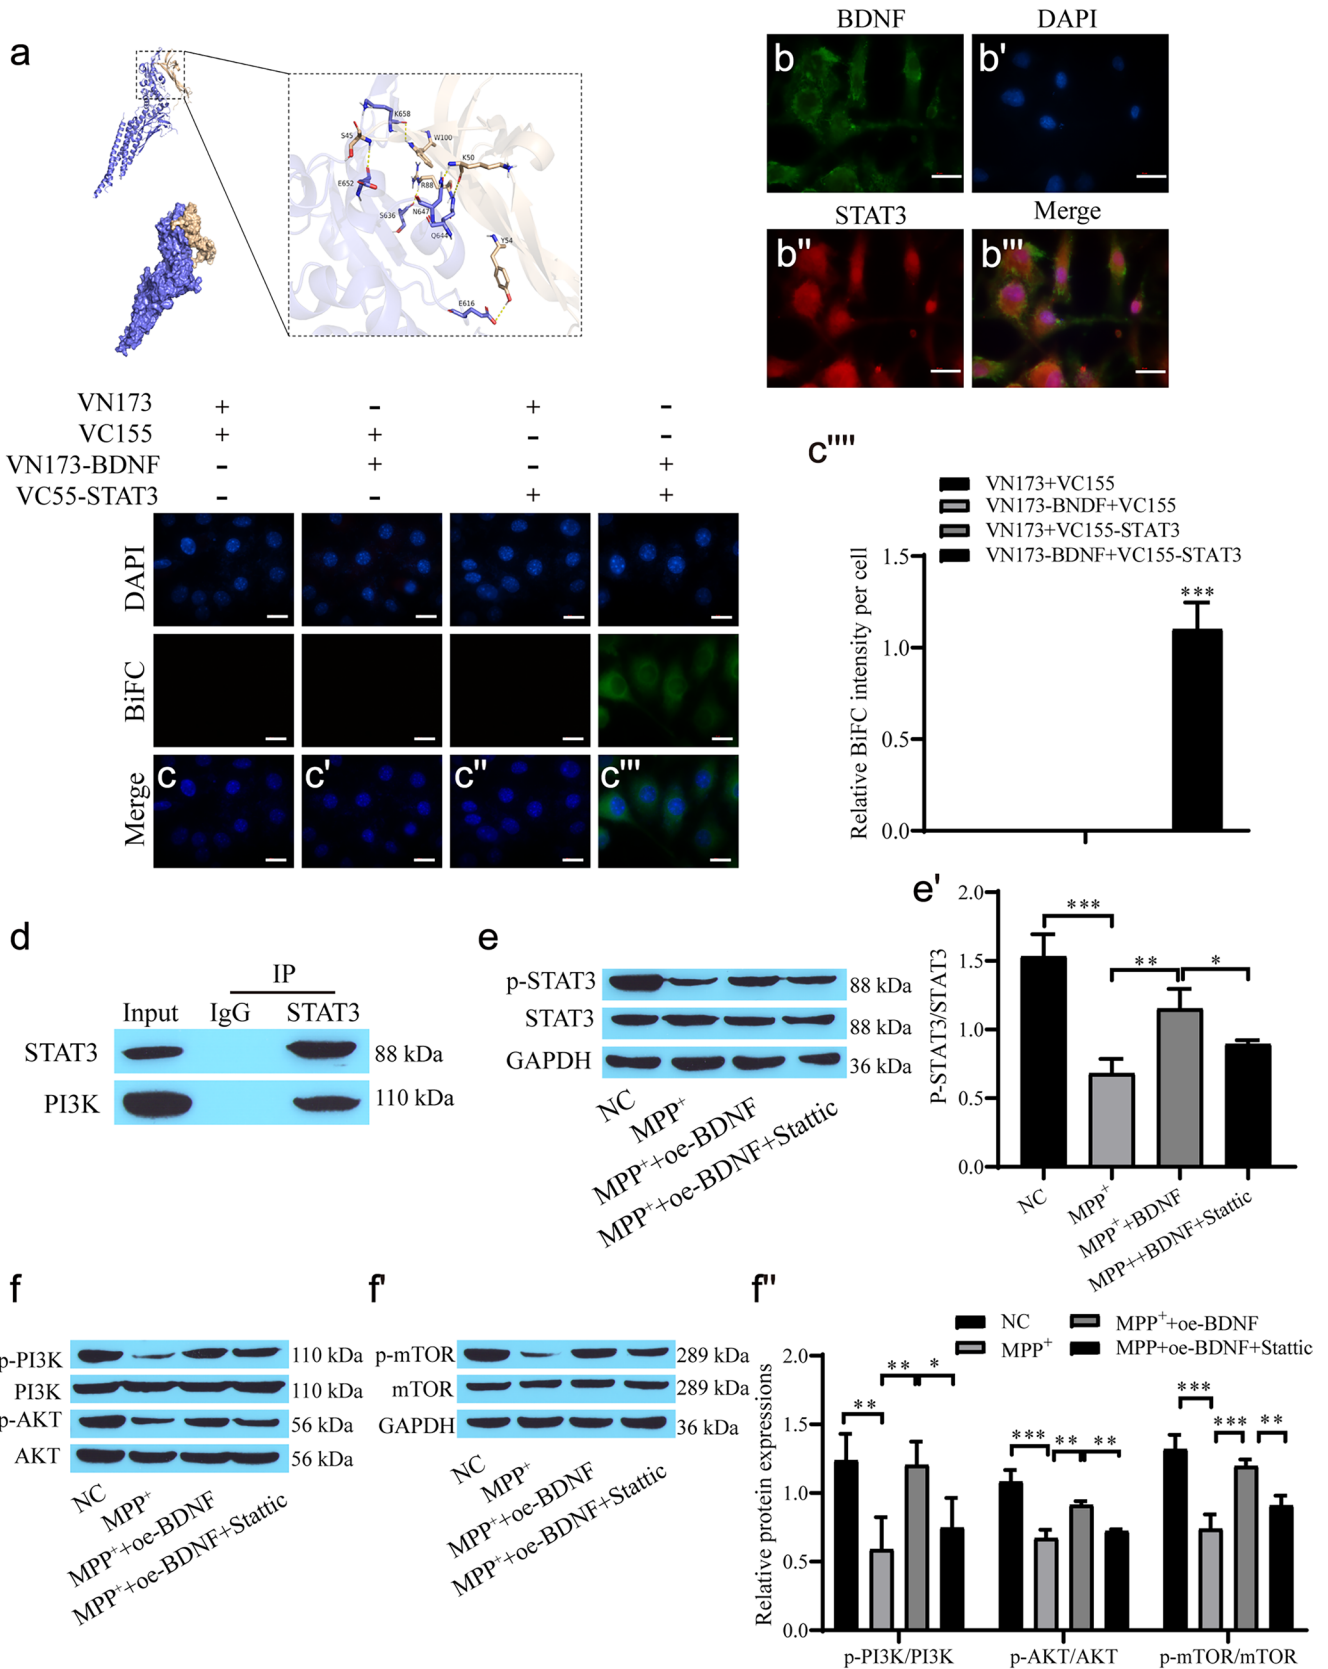 a
K658
S45
W100
K50
E652
R88
S636
N647
Q644
Y54
E616
BDNF
DAPI
b
b'
STAT3
Merge
b''
b'''
VN173 + - + -
VC155 + + - -
VN173-BDNF - + - +
VC55-STAT3 - - + +
DAPI
BiFC
Merge
c
c'
c''
c'''
c''''
VN173+VC155
VN173-BNDF+VC155
VN173+VC155-STAT3
VN173-BDNF+VC155-STAT3
Relative BiFC intensity per cell
1.5
1.0
0.5
0.0
***
d
IP
Input IgG STAT3
STAT3 88 kDa
PI3K 110 kDa
e
p-STAT3 88 kDa
STAT3 88 kDa
GAPDH 36 kDa
NC
MPP+
MPP++oe-BDNF
MPP++oe-BDNF+Stattic
e'
P-STAT3/STAT3
2.0
1.5
1.0
0.5
0.0
***
**
*
NC
MPP+
MPP++BDNF
MPP++BDNF+Stattic
f
p-PI3K 110 kDa
PI3K 110 kDa
p-AKT 56 kDa
AKT 56 kDa
NC
MPP+
MPP++oe-BDNF
MPP++oe-BDNF+Stattic
f'
p-mTOR 289 kDa
mTOR 289 kDa
GAPDH 36 kDa
NC
MPP+
MPP++oe-BDNF
MPP++oe-BDNF+Stattic
f''
NC
MPP+
MPP++oe-BDNF
MPP+oe-BDNF+Stattic
Relative protein expressions
2.0
1.5
1.0
0.5
0.0
** ** *
*** ** **
*** *** **
p-PI3K/PI3K p-AKT/AKT p-mTOR/mTOR